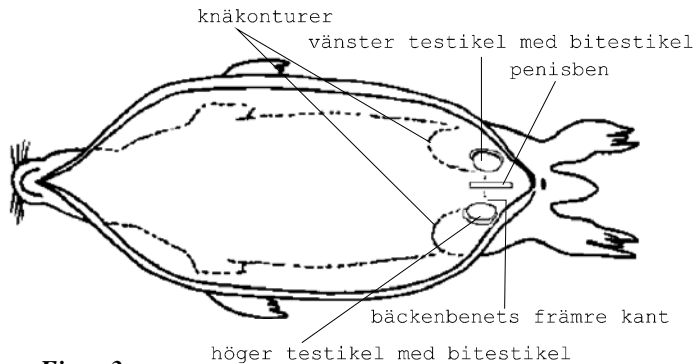 knäkonturer
vänster testikel med bitestikel
penisben
bäckenbenets främre kant
höger testikel med bitestikel